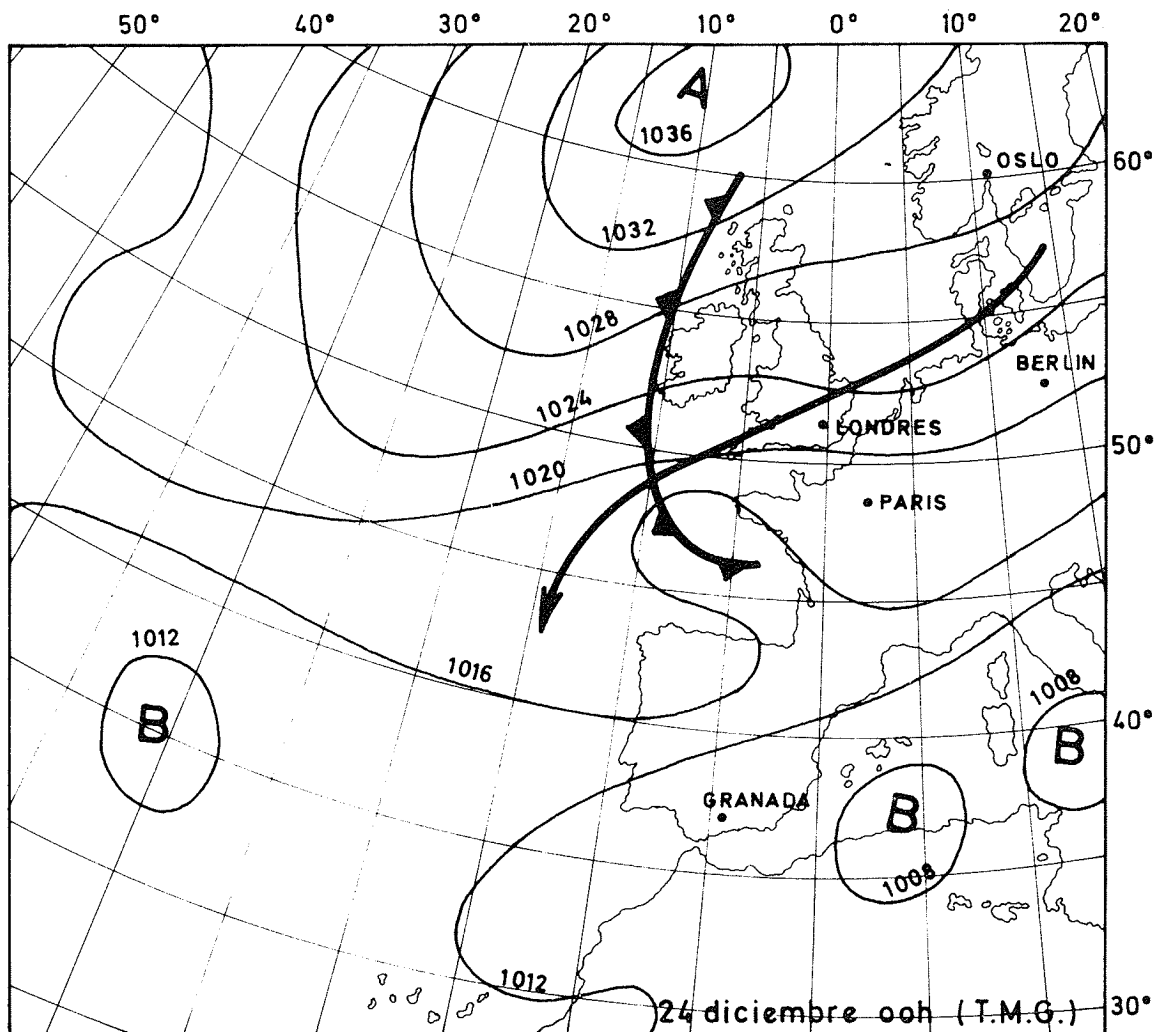 50° 40° 30° 20° 10° 0° 10° 20°
A
1036
60°
OSLO
1032
1028
BERLIN
1024
LONDRES
50°
1020
PARIS
1012
1016
1008
40°
B
B
GRANADA
B
1008
1012
24 diciembre ooh (T.M.G.)
30°